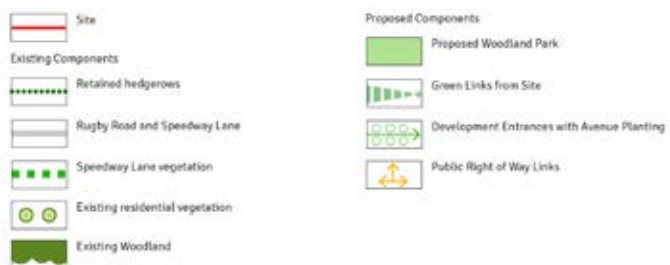 Site
Existing Components
Retained hedgerows
Rugby Road and Speedway Lane
Speedway Lane vegetation
Existing residential vegetation
Existing Woodland
Proposed Components
Proposed Woodland Park
Green Links from Site
Development Entrances with Avenue Planting
Public Right of Way Links